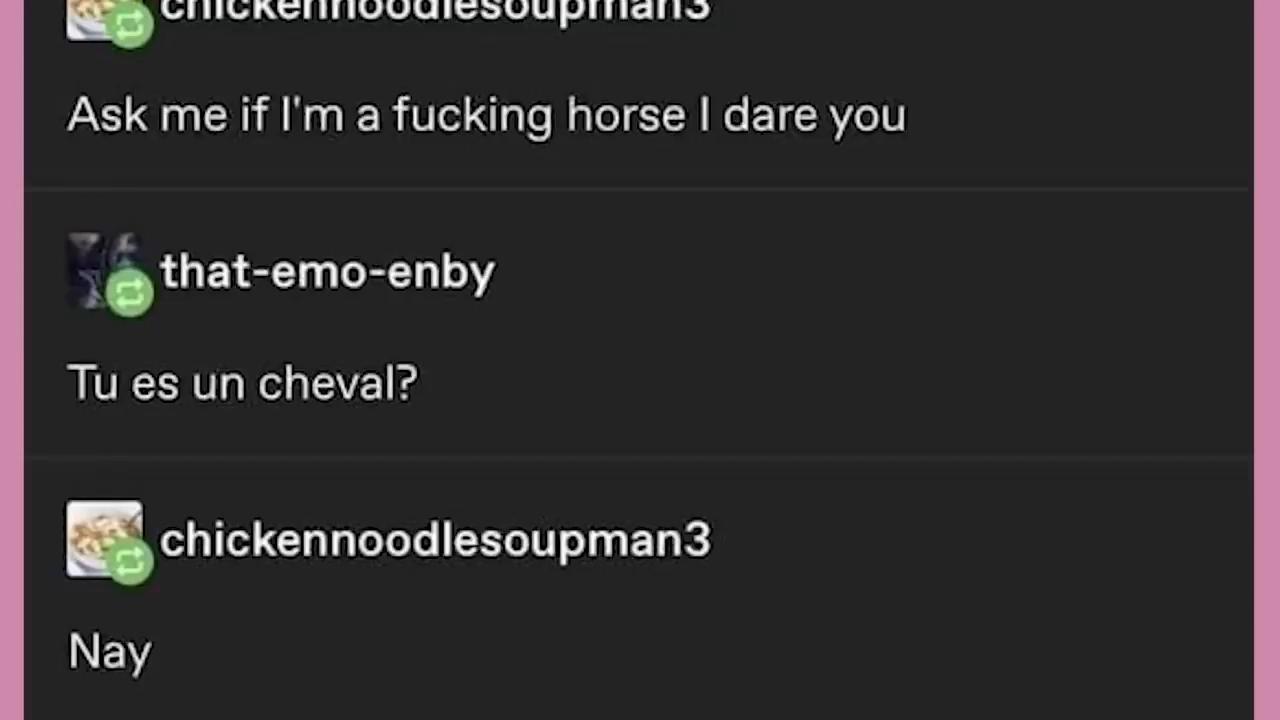 chickennoodlesoupman3
Ask me if I'm a fucking horse I dare you
that-emo-enby
Tu es un cheval?
chickennoodlesoupman3
Nay